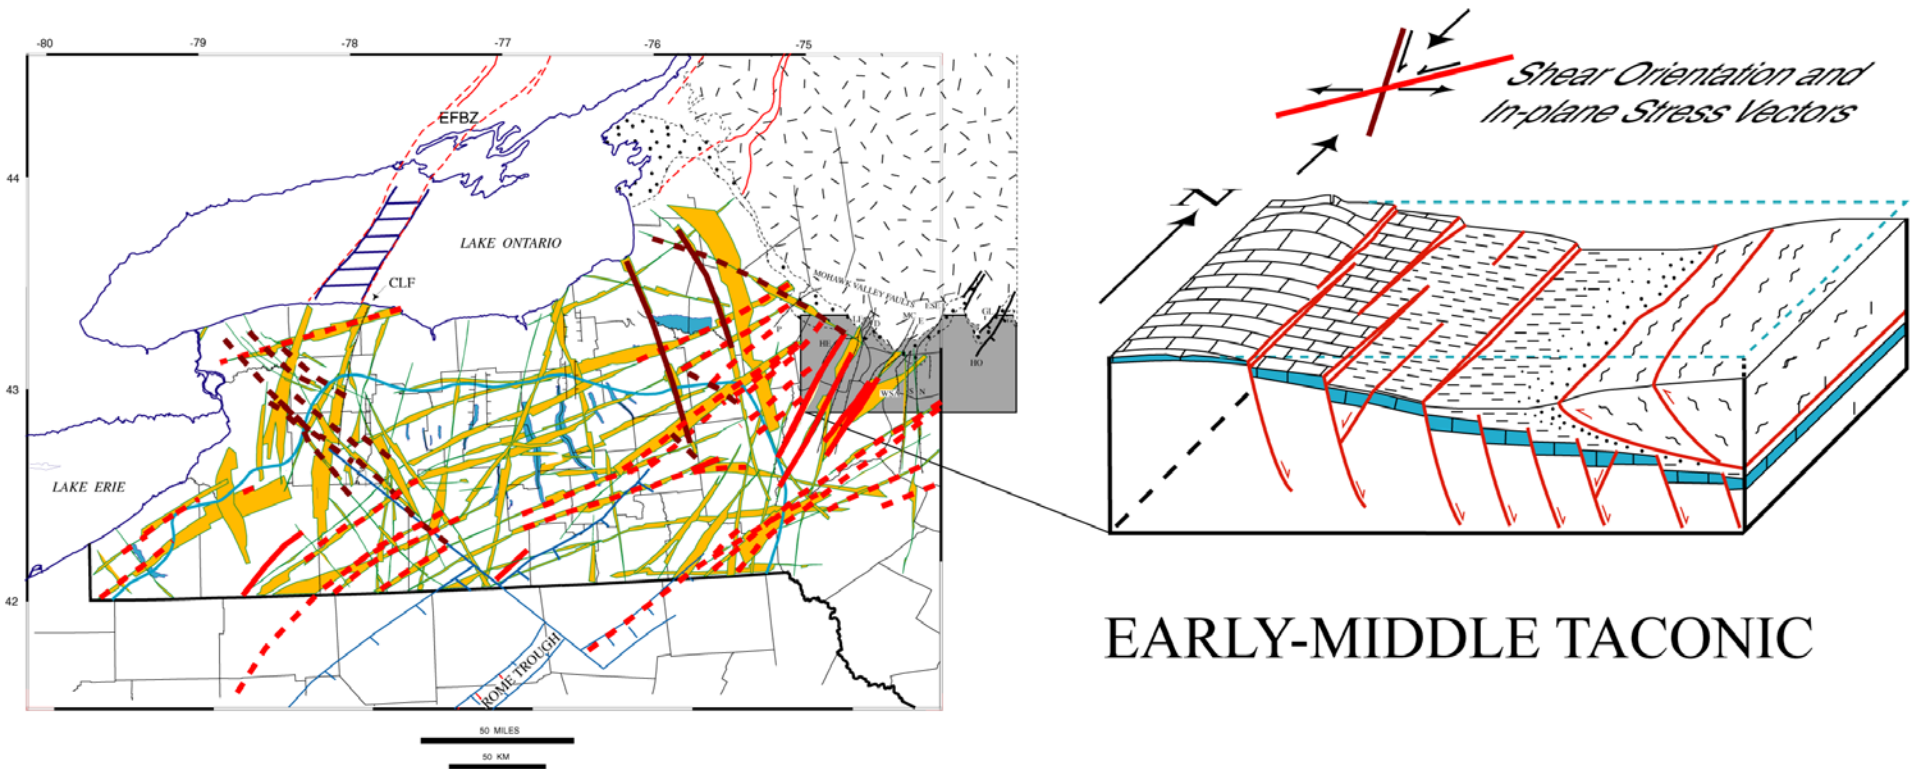 -80 -79 -78 -77 -76 -75
EFBZ
44
LAKE ONTARIO
CLF
MOHAWK VALLEY FAULTS
43
HO
LAKE ERIE
42
ROME TROUGH
50 MILES
50 KM
Shear Orientation and
In-plane Stress Vectors
N
EARLY-MIDDLE TACONIC